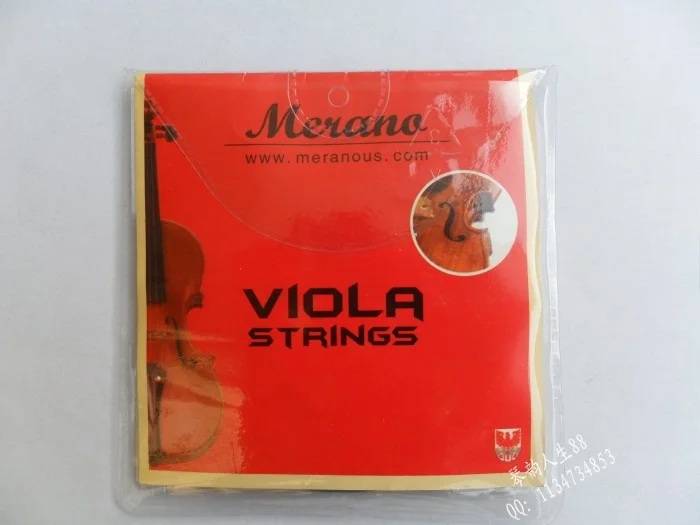 Merano
www.meranous.com
VIOLA
STRINGS
琴韵人生88
QQ: 1134734853